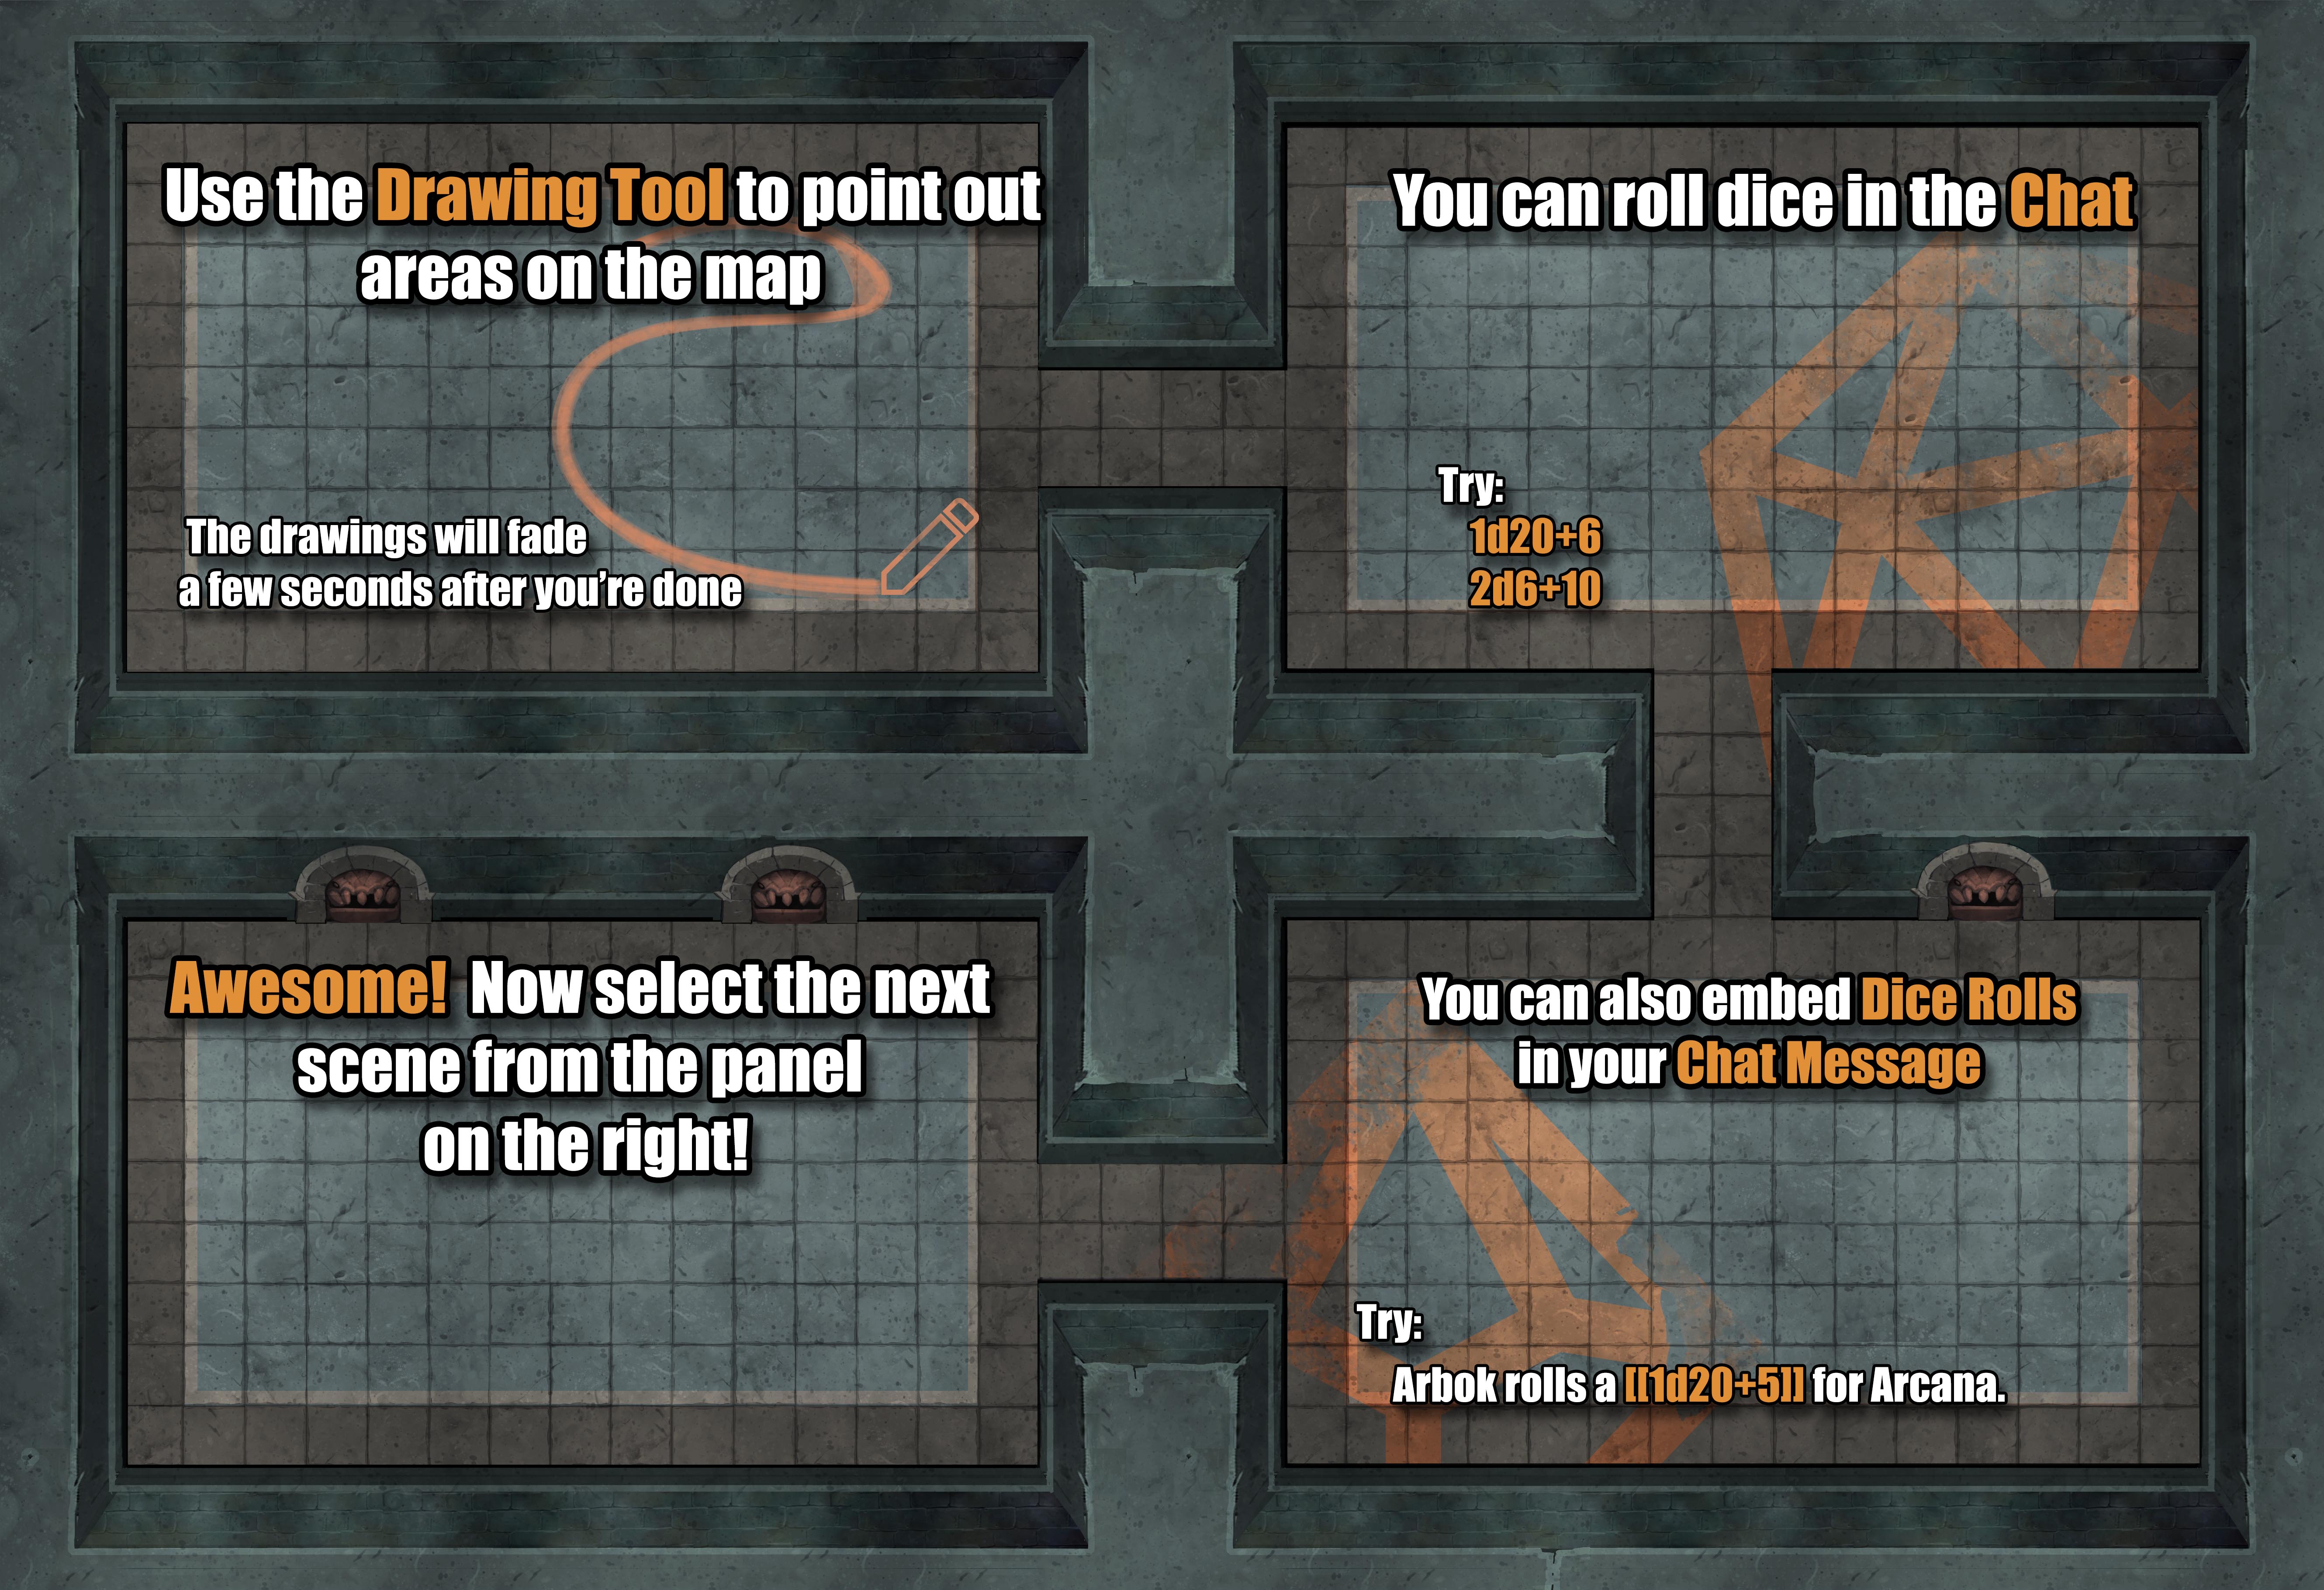 Use the Drawing Tool to point out
areas on the map
The drawings will fade
a few seconds after you're done
You can roll dice in the Chat
Try:
1d20+6
2d6+10
Awesome! Now select the next
scene from the panel
on the right!
You can also embed Dice Rolls
in your Chat Message
Try:
Arbok rolls a [[1d20+5]] for Arcana.